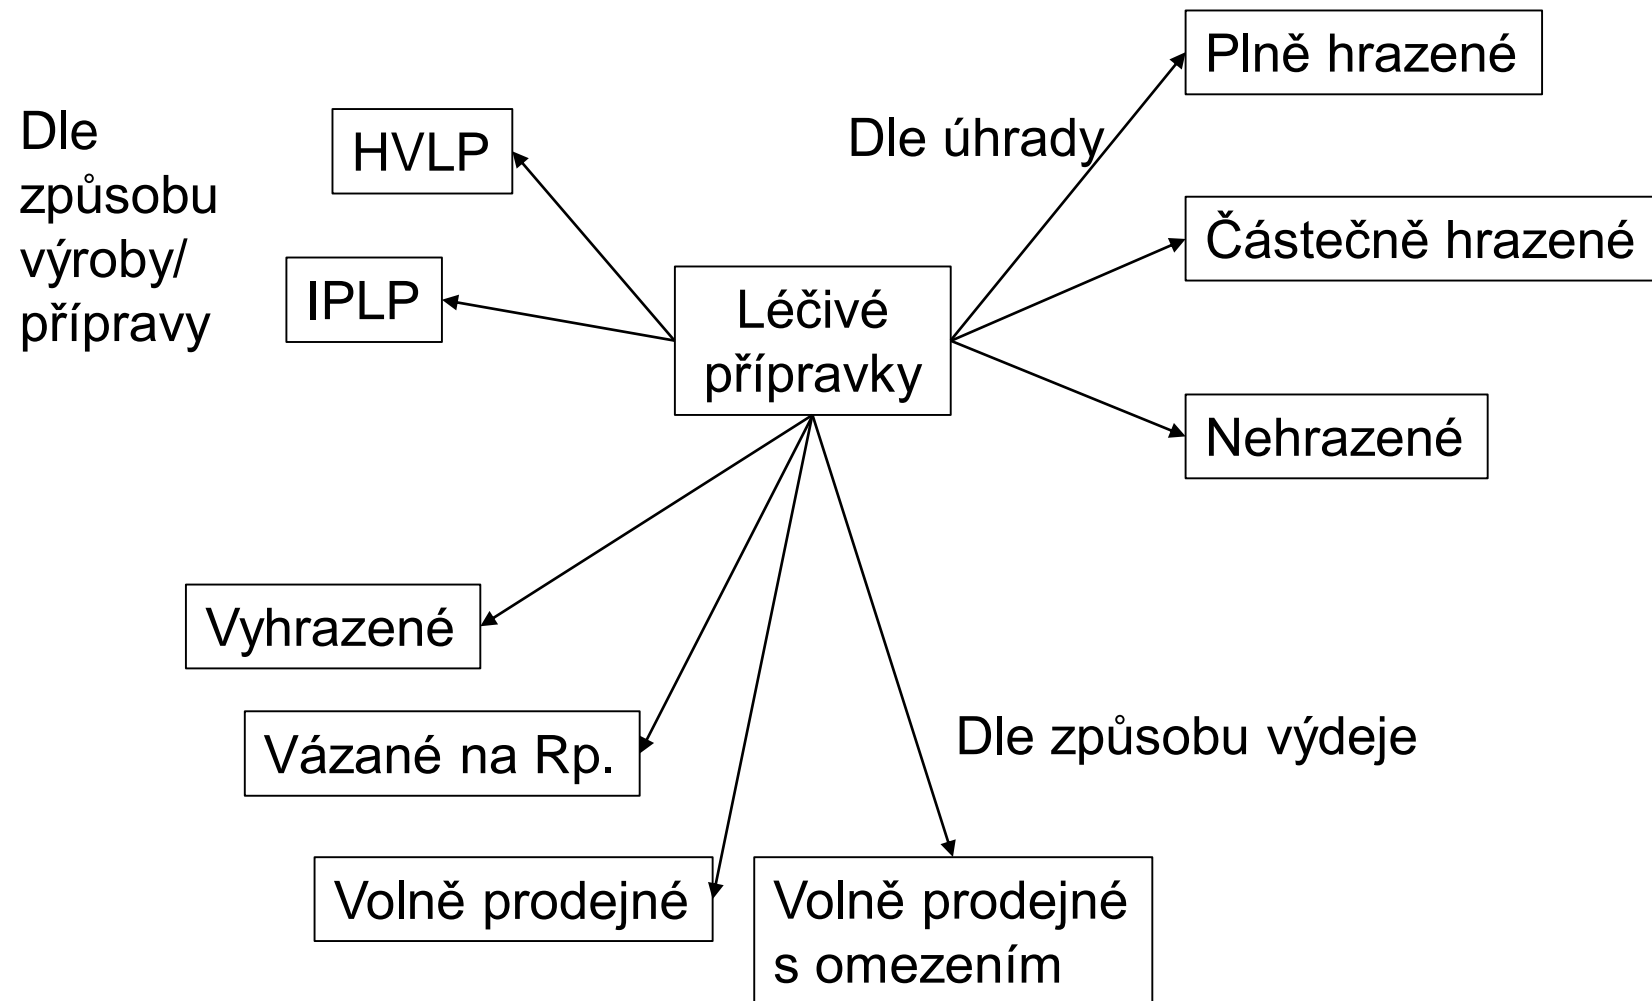 Dle
způsobu
výroby/
přípravy
HVLP
IPLP
Léčivé
přípravky
Dle úhrady
Plně hrazené
Částečně hrazené
Nehrazené
Vyhrazené
Vázané na Rp.
Volně prodejné
Volně prodejné
s omezením
Dle způsobu výdeje